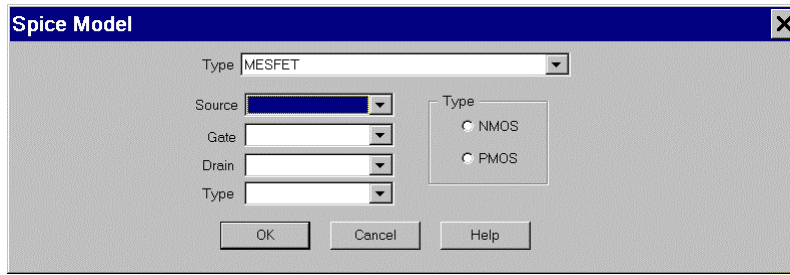 Spice Model
Type MESFET
Source
Type
NMOS
Gate
PMOS
Drain
Type
OK Cancel Help